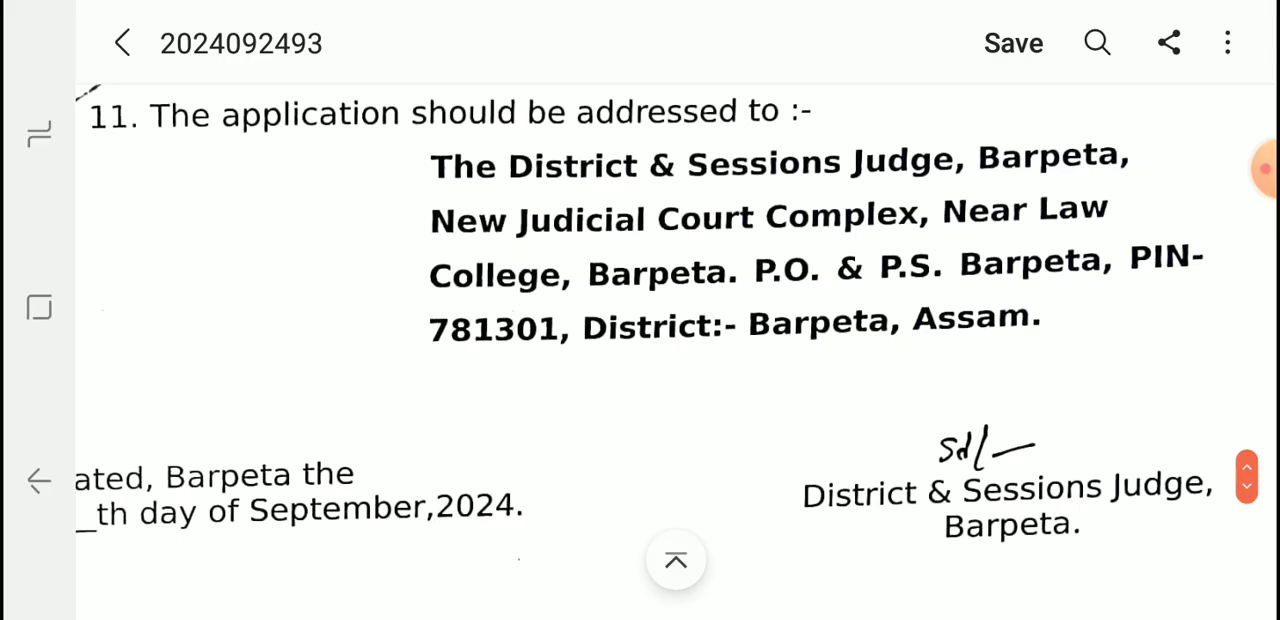 2024092493
Save
11. The application should be addressed to :-
The District & Sessions Judge, Barpeta,
New Judicial Court Complex, Near Law
College, Barpeta. P.O. & P.S. Barpeta, PIN-
781301, District:- Barpeta, Assam.
Sd/-
ated, Barpeta the
_th day of September,2024.
District & Sessions Judge,
Barpeta.